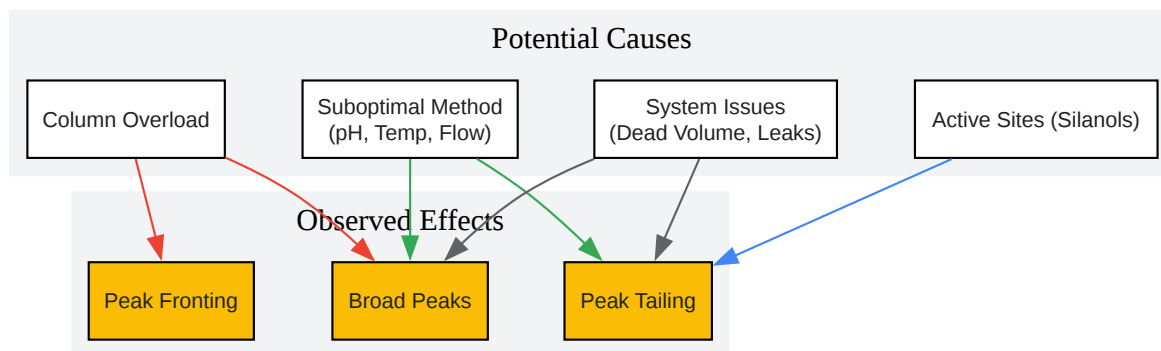 Potential Causes
Column Overload
Suboptimal Method
(pH, Temp, Flow)
System Issues
(Dead Volume, Leaks)
Active Sites (Silanols)
Observed Effects
Peak Fronting
Broad Peaks
Peak Tailing